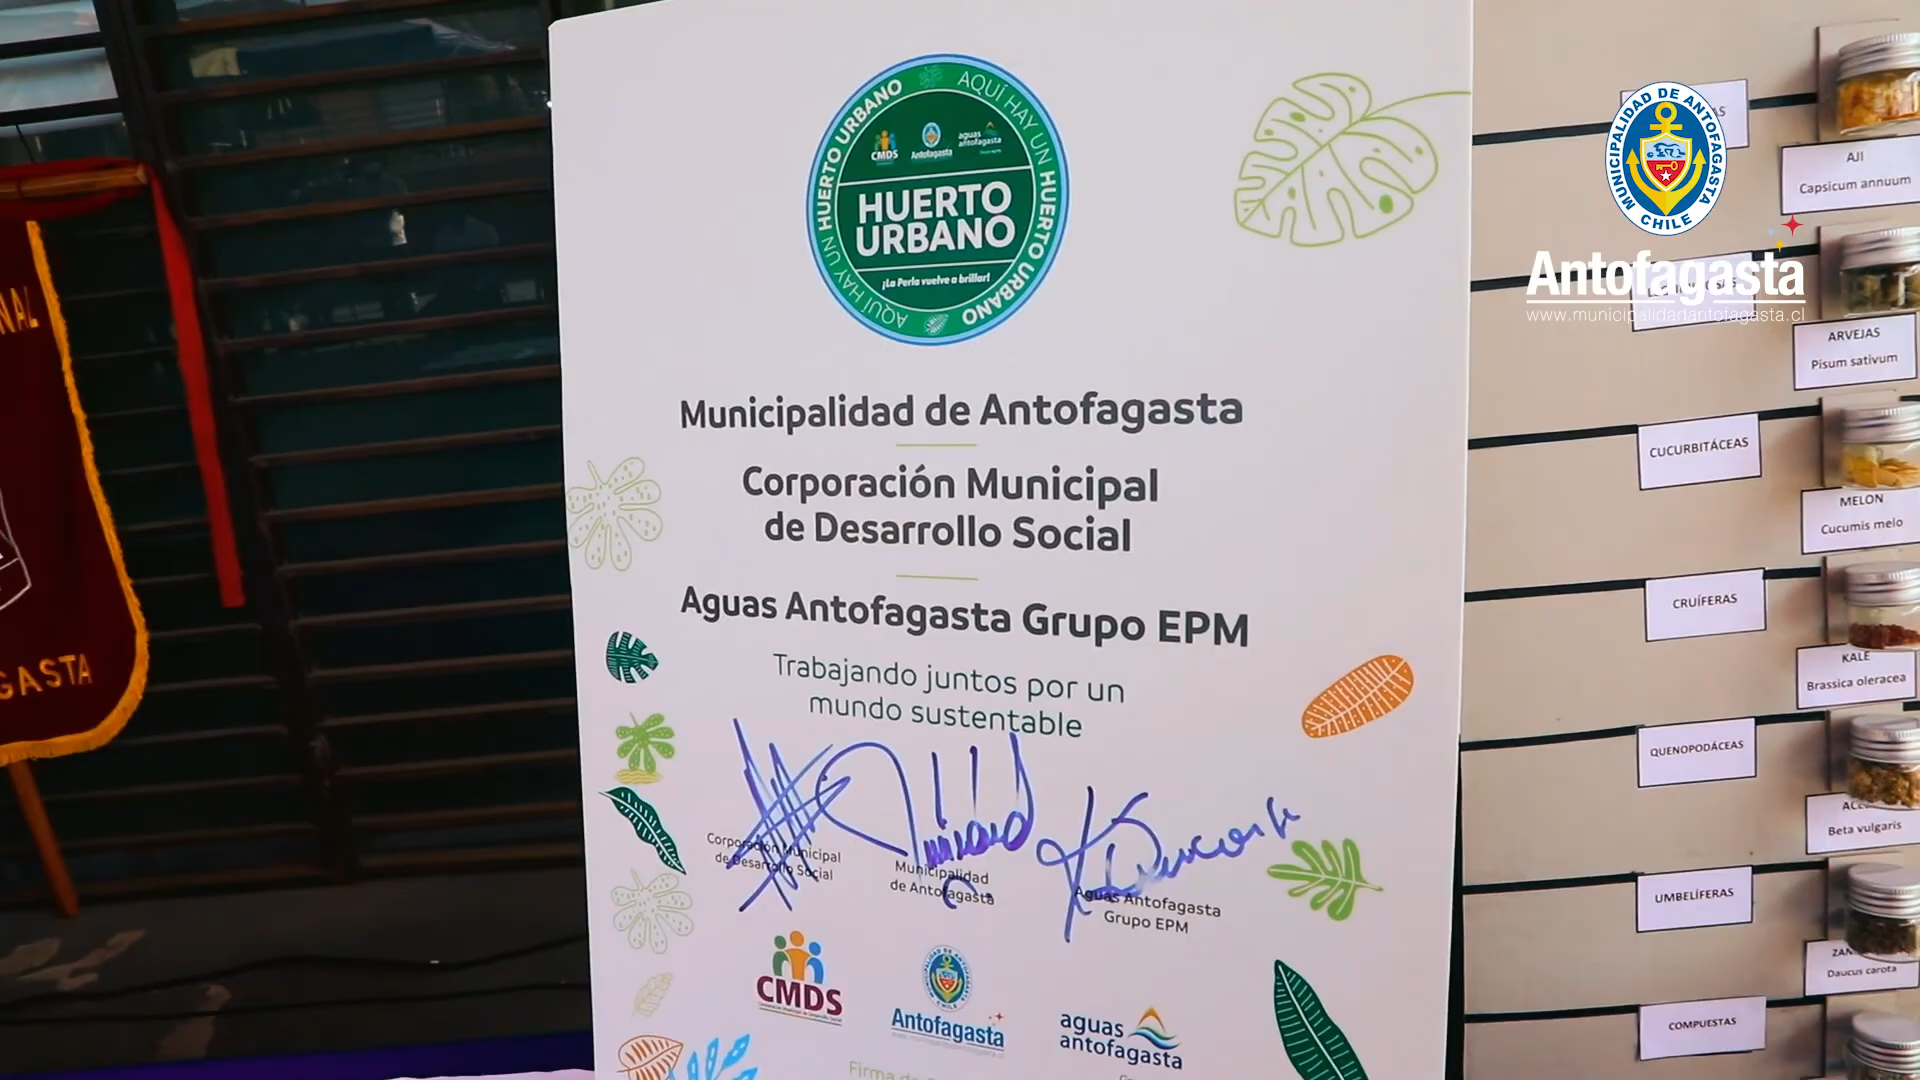 AQUÍ HAY UN HUERTO URBANO
AQUÍ HAY UN HUERTO URBANO
CMDS
Antofagasta
aguas
antofagasta
HUERTO
URBANO
¡La Perla vuelve a brillar!
Municipalidad de Antofagasta
Corporación Municipal
de Desarrollo Social
Aguas Antofagasta Grupo EPM
Trabajando juntos por un
mundo sustentable
Corporación Municipal
de Desarrollo Social
Municipalidad
de Antofagasta
Aguas Antofagasta
Grupo EPM
CMDS
Antofagasta
aguas
antofagasta
Firma de
NAL
GASTA
MUNICIPALIDAD DE ANTOFAGASTA
CHILE
Antofagasta
www.municipalidadantofagasta.cl
AJI
Capsicum annuum
ARVEJAS
Pisum sativum
CUCURBITÁCEAS
MELON
Cucumis melo
CRUÍFERAS
KALE
Brassica oleracea
QUENOPODÁCEAS
Beta vulgaris
UMBELÍFERAS
Daucus carota
COMPUESTAS